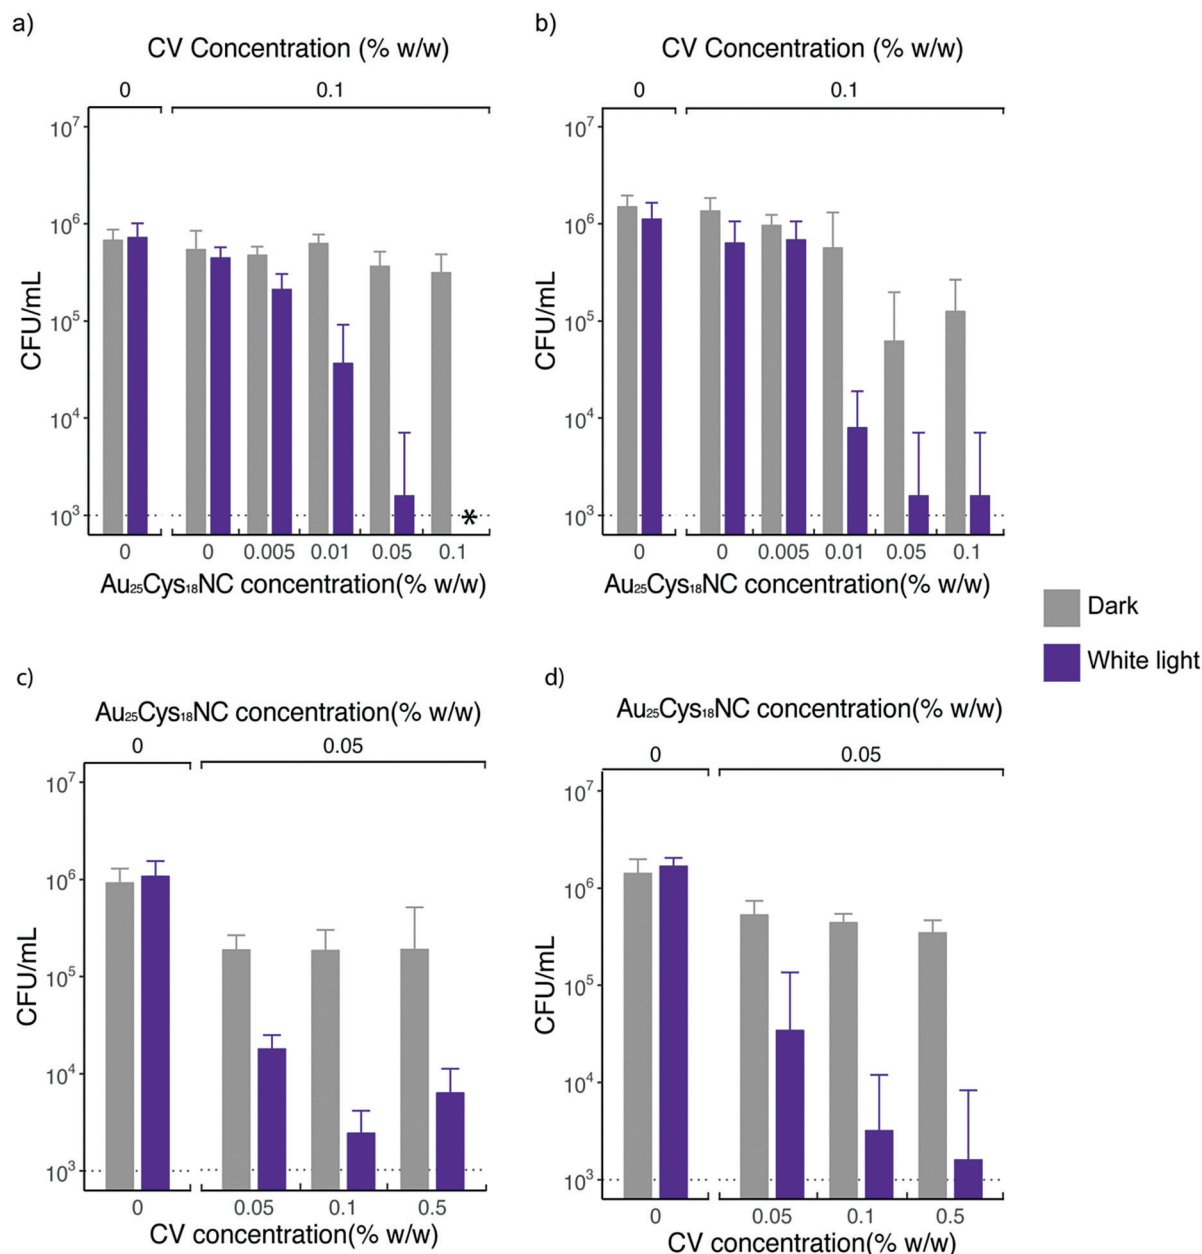 a)
CV Concentration (% w/w)
0 0.1
10⁷
10⁶
10⁵
10⁴
10³
CFU/mL
*
0 0 0.005 0.01 0.05 0.1
Au₂₅Cys₁₈NC concentration(% w/w)
b)
CV Concentration (% w/w)
0 0.1
10⁷
10⁶
10⁵
10⁴
10³
CFU/mL
0 0 0.005 0.01 0.05 0.1
Au₂₅Cys₁₈NC concentration(% w/w)
Dark
White light
c)
Au₂₅Cys₁₈NC concentration(% w/w)
0 0.05
10⁷
10⁶
10⁵
10⁴
10³
CFU/mL
0 0.05 0.1 0.5
CV concentration(% w/w)
d)
Au₂₅Cys₁₈NC concentration(% w/w)
0 0.05
10⁷
10⁶
10⁵
10⁴
10³
CFU/mL
0 0.05 0.1 0.5
CV concentration(% w/w)